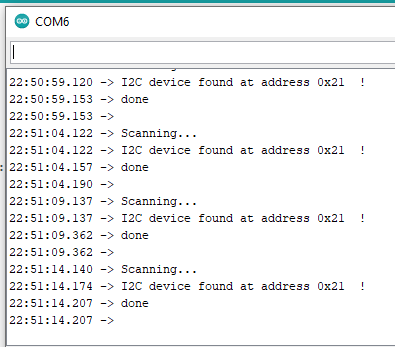 COM6
22:50:59.120 -> I2C device found at address 0x21  !
22:50:59.153 -> done
22:50:59.153 ->
22:51:04.122 -> Scanning...
22:51:04.122 -> I2C device found at address 0x21  !
22:51:04.157 -> done
22:51:04.190 ->
22:51:09.137 -> Scanning...
22:51:09.137 -> I2C device found at address 0x21  !
22:51:09.362 -> done
22:51:09.362 ->
22:51:14.140 -> Scanning...
22:51:14.174 -> I2C device found at address 0x21  !
22:51:14.207 -> done
22:51:14.207 ->